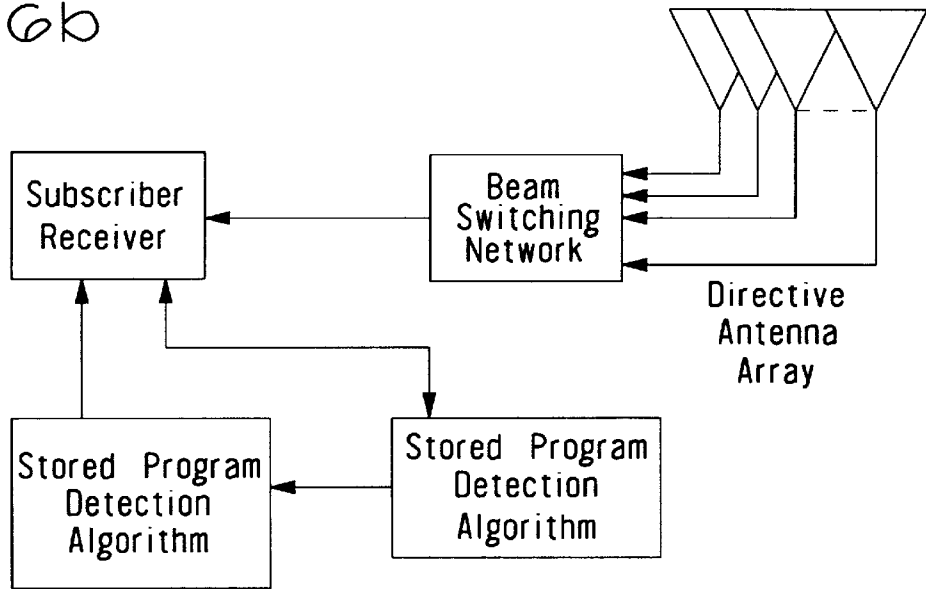 6b
Subscriber
Receiver
Beam
Switching
Network
Directive
Antenna
Array
Stored Program
Detection
Algorithm
Stored Program
Detection
Algorithm